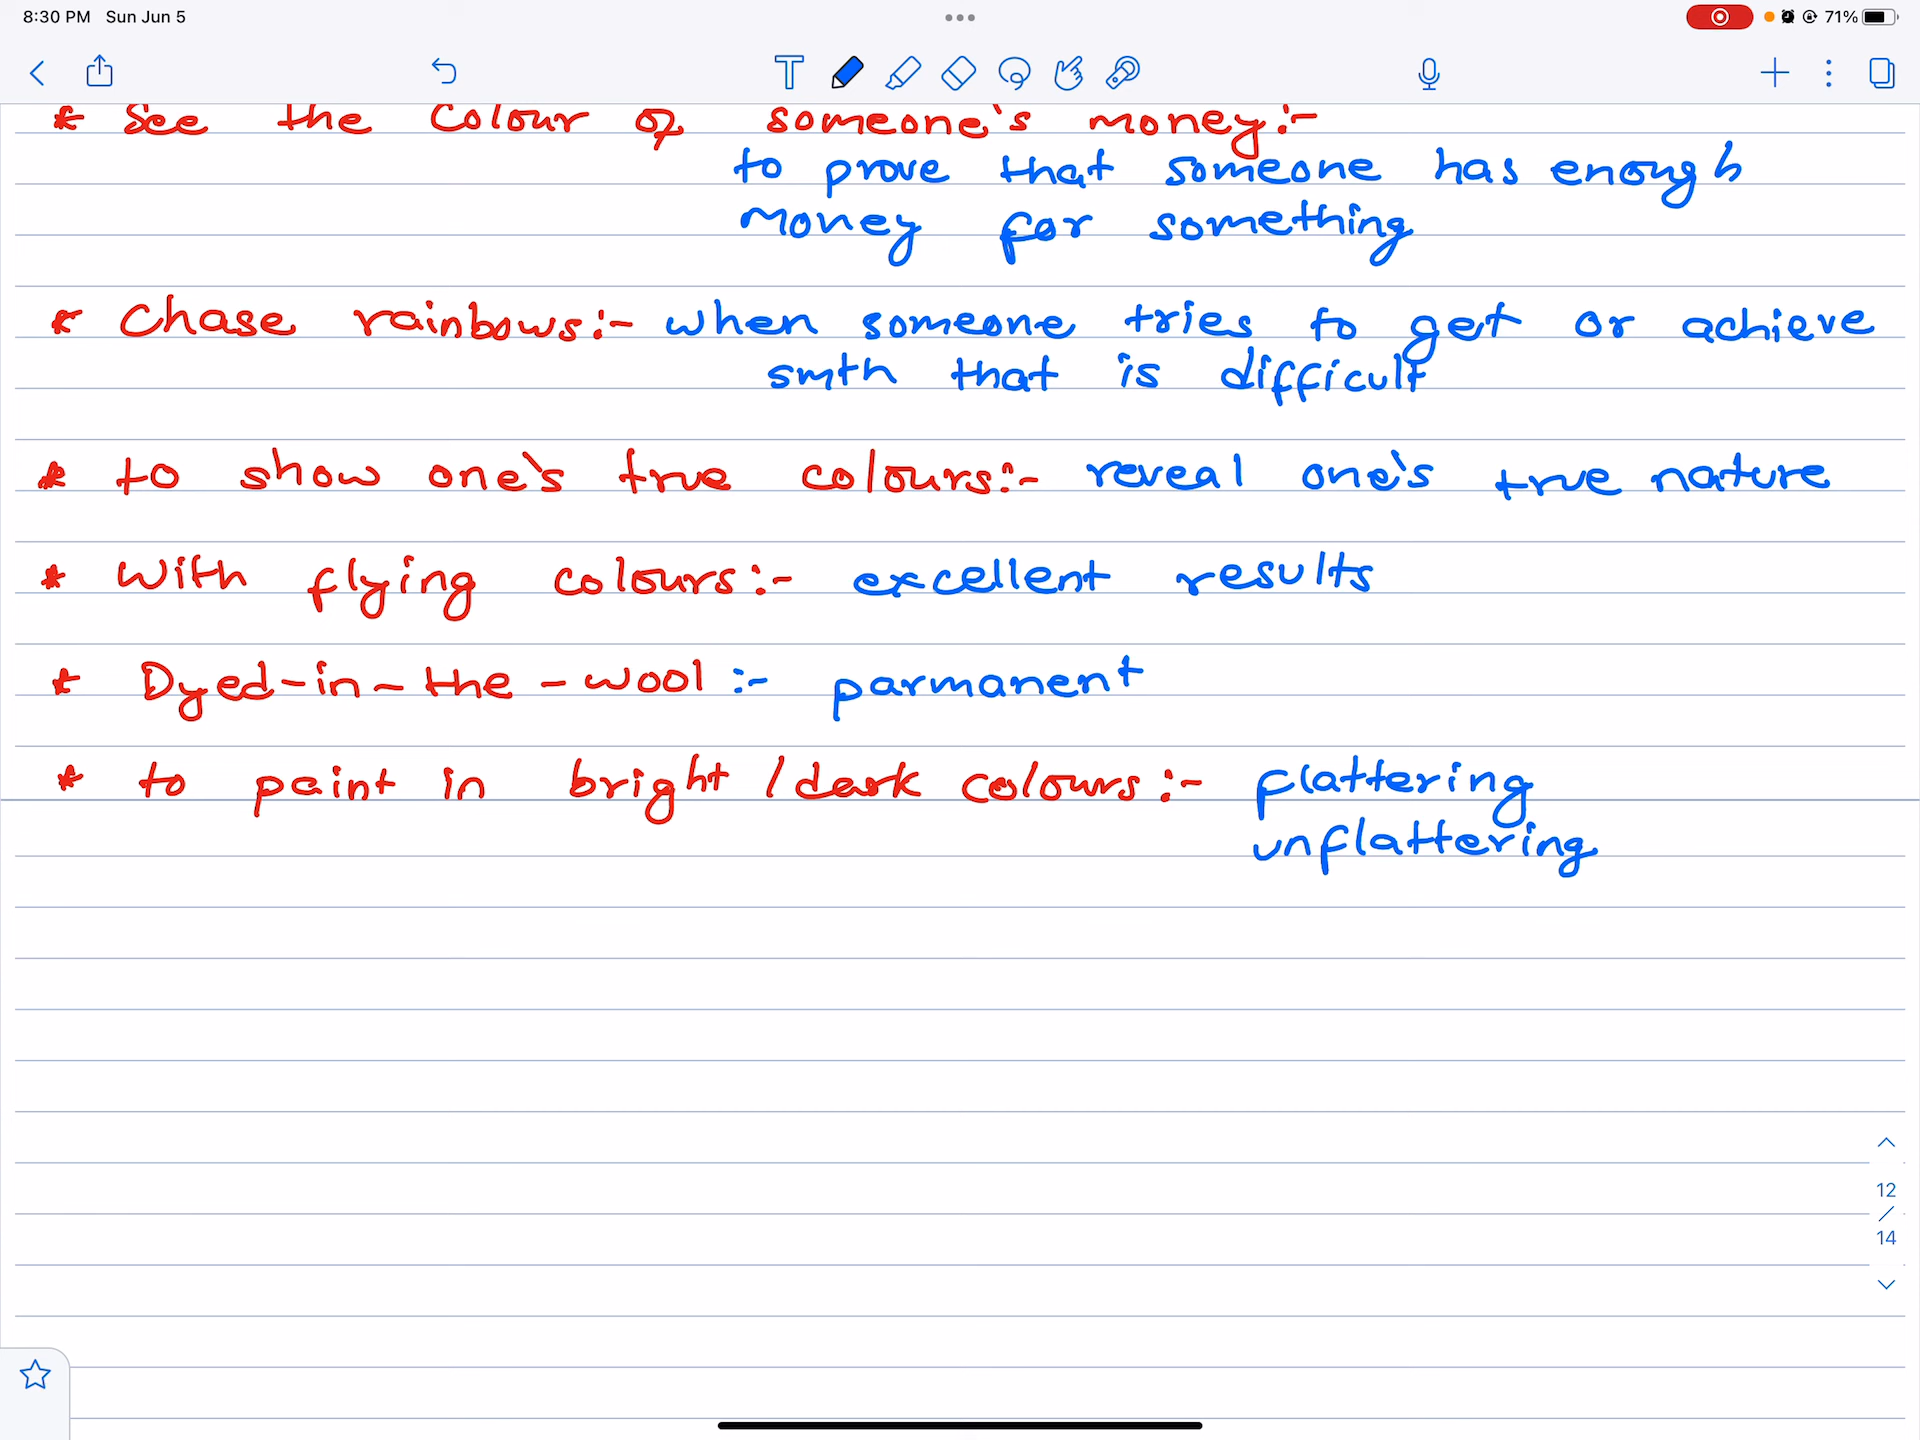 8:30 PM Sun Jun 5
71%
* See the Colour of someone's money:-
to prove that someone has enough
money for something
* Chase rainbows:- when someone tries to get or achieve
smth that is difficult
* to show one's true colours:- reveal one's true nature
* With flying colours:- excellent results
* Dyed-in-the-wool:- parmanent
* to paint in bright/dark colours:- flattering
unflattering
12
/
14